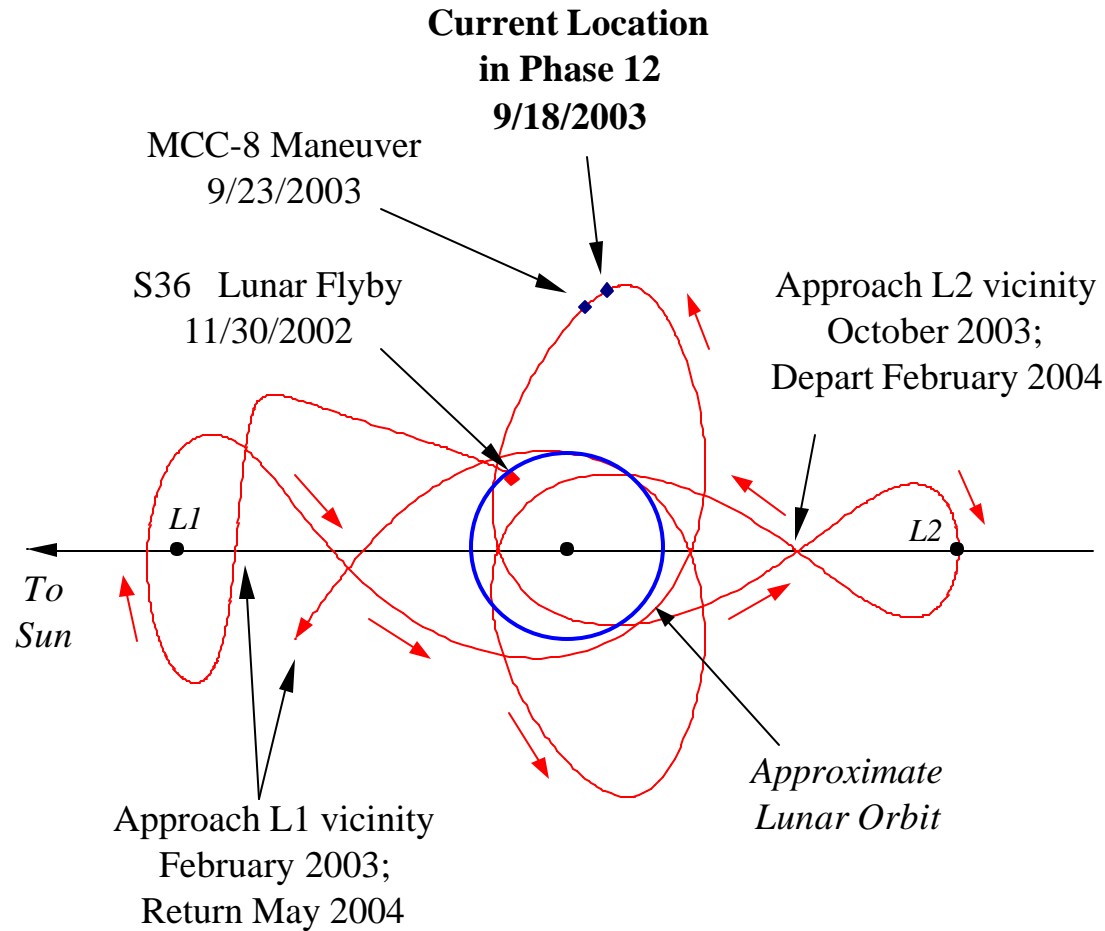 Current Location
in Phase 12
9/18/2003
MCC-8 Maneuver
9/23/2003
S36 Lunar Flyby
11/30/2002
Approach L2 vicinity
October 2003;
Depart February 2004
L1
L2
To
Sun
Approximate
Lunar Orbit
Approach L1 vicinity
February 2003;
Return May 2004